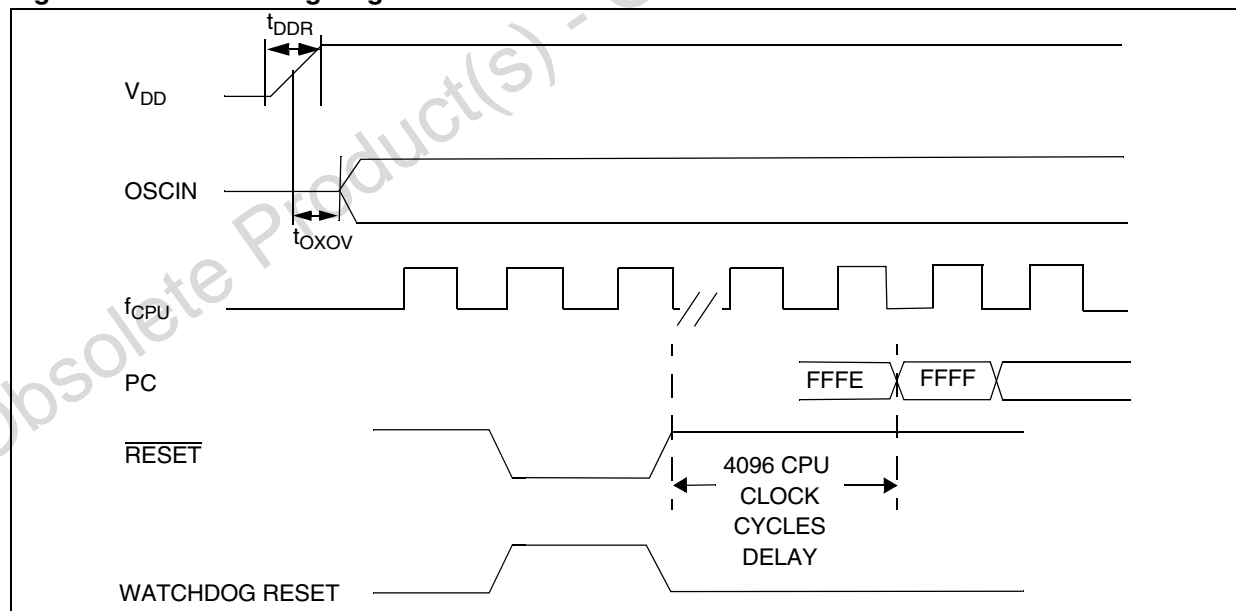 tDDR
VDD
OSCIN
tOXOV
fCPU
PC
FFFE
FFFF
RESET
4096 CPU
CLOCK
CYCLES
DELAY
WATCHDOG RESET
obsolete Product(s) -